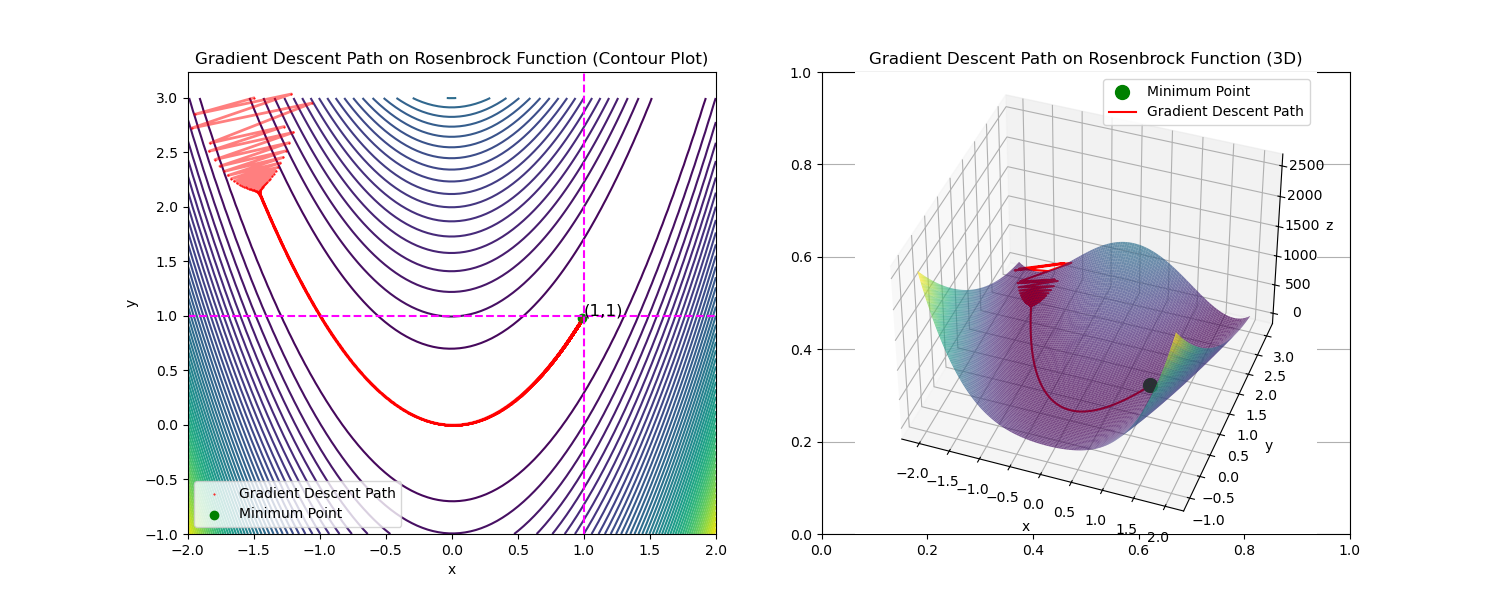 Gradient Descent Path on Rosenbrock Function (Contour Plot)
3.0
2.5
2.0
1.5
1.0
0.5
0.0
−0.5
−1.0
y
(1,1)
Gradient Descent Path
Minimum Point
−2.0 −1.5 −1.0 −0.5 0.0 0.5 1.0 1.5 2.0
x
Gradient Descent Path on Rosenbrock Function (3D)
1.0
0.8
0.6
0.4
0.2
0.0
Minimum Point
Gradient Descent Path
2500
2000
1500
1000
500
0
z
3.0
2.5
2.0
1.5
1.0
0.5
0.0
−0.5
−1.0
y
−2.0 −1.5 −1.0 −0.5 0.0 0.5 1.0 1.5 2.0
x
0.0 0.2 0.4 0.6 0.8 1.0